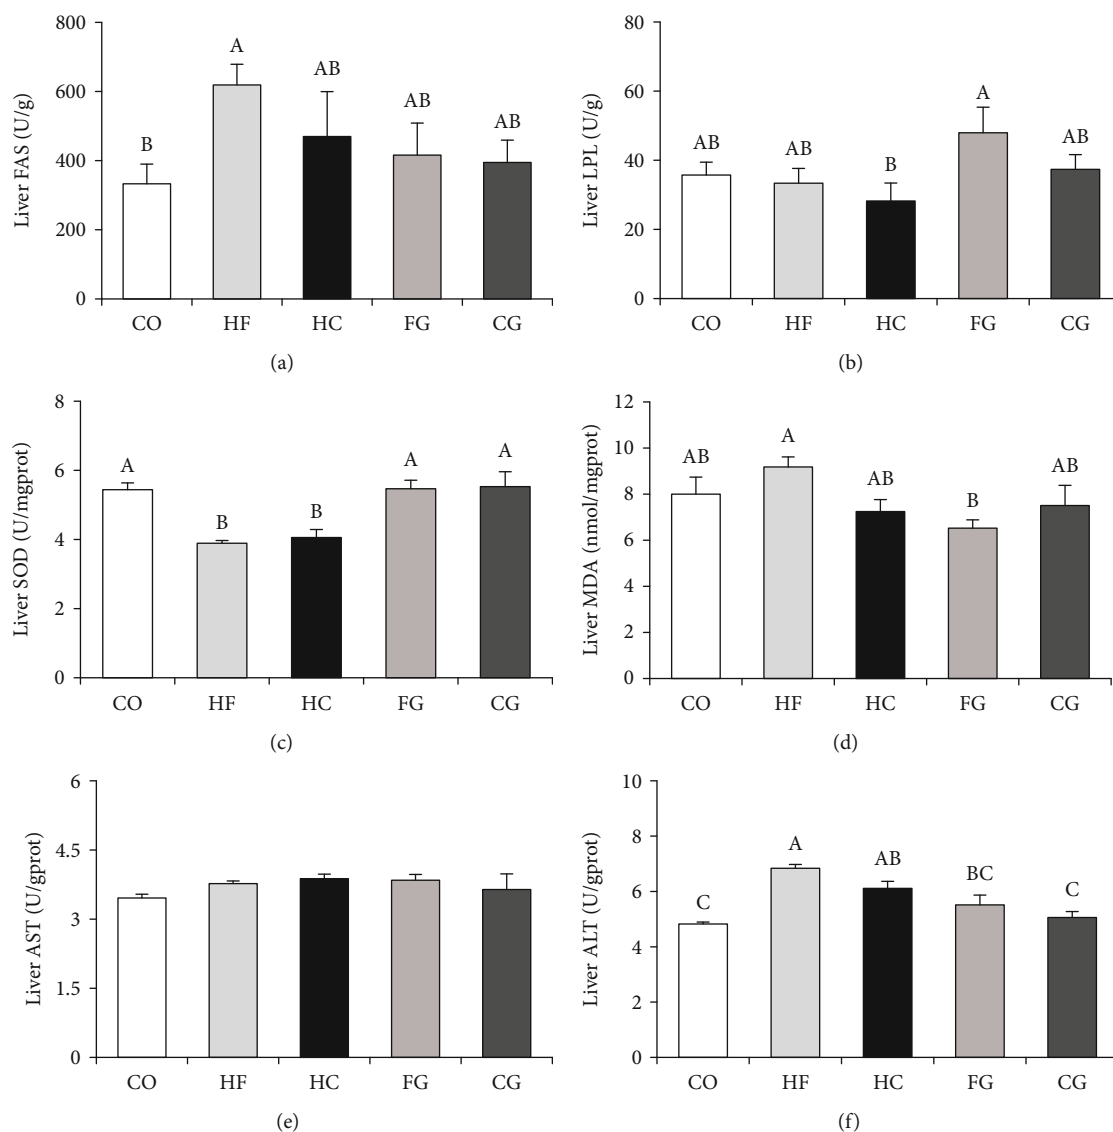 Liver FAS (U/g)
800
600
400
200
0
B
A
AB
AB
AB
CO HF HC FG CG
(a)
Liver LPL (U/g)
80
60
40
20
0
AB
AB
B
A
AB
CO HF HC FG CG
(b)
Liver SOD (U/mgprot)
8
6
4
2
0
A
B
B
A
A
CO HF HC FG CG
(c)
Liver MDA (nmol/mgprot)
12
10
8
6
4
2
0
AB
A
AB
B
AB
CO HF HC FG CG
(d)
Liver AST (U/gprot)
6
4.5
3
1.5
0
CO HF HC FG CG
(e)
Liver ALT (U/gprot)
10
8
6
4
2
0
C
A
AB
BC
C
CO HF HC FG CG
(f)